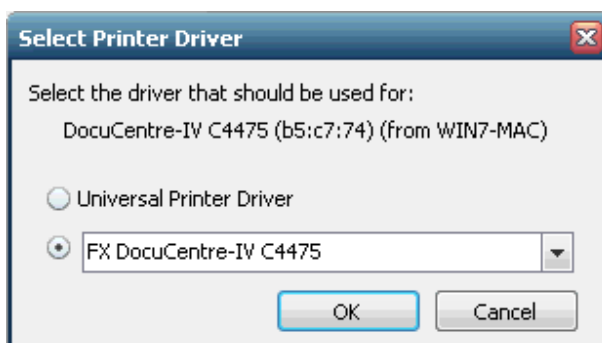 Select Printer Driver
Select the driver that should be used for:
DocuCentre-IV C4475 (b5:c7:74) (from WIN7-MAC)
Universal Printer Driver
FX DocuCentre-IV C4475
OK Cancel